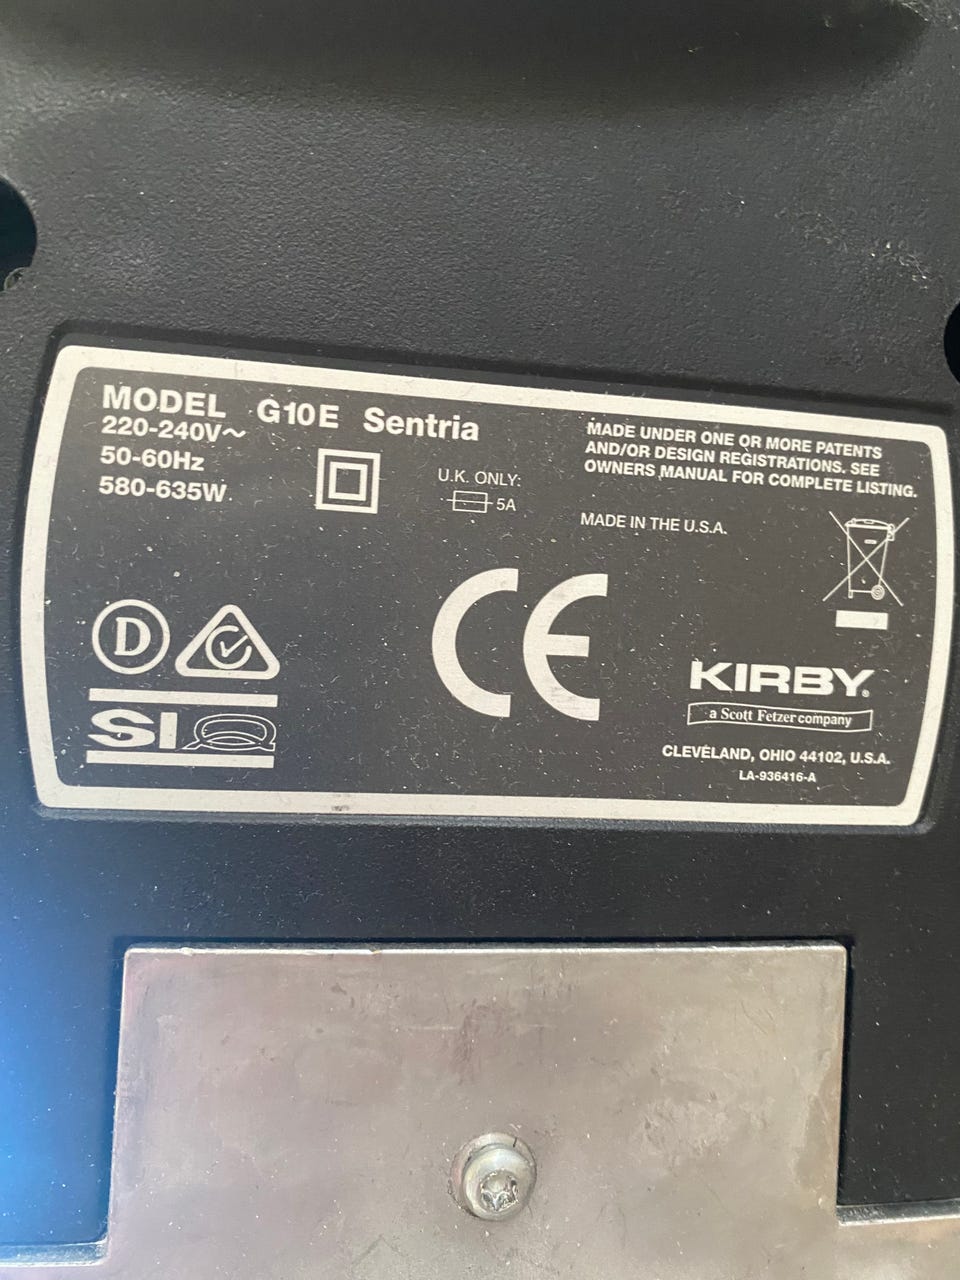 MODEL G10E Sentria
220-240V~
50-60Hz
580-635W
U.K. ONLY:
5A
MADE UNDER ONE OR MORE PATENTS
AND/OR DESIGN REGISTRATIONS. SEE
OWNERS MANUAL FOR COMPLETE LISTING.
MADE IN THE U.S.A.
D
SI
CE
KIRBY.
a Scott Fetzer company
CLEVELAND, OHIO 44102, U.S.A.
LA-936416-A